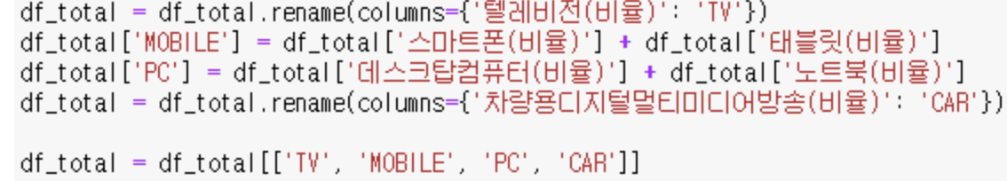 df_total = df_total.rename(columns={'텔레비전(비율)': 'TV'})
df_total['MOBILE'] = df_total['스마트폰(비율)'] + df_total['태블릿(비율)']
df_total['PC'] = df_total['데스크탑컴퓨터(비율)'] + df_total['노트북(비율)']
df_total = df_total.rename(columns={'차량용디지털멀티미디어방송(비율)': 'CAR'})
df_total = df_total[['TV', 'MOBILE', 'PC', 'CAR']]